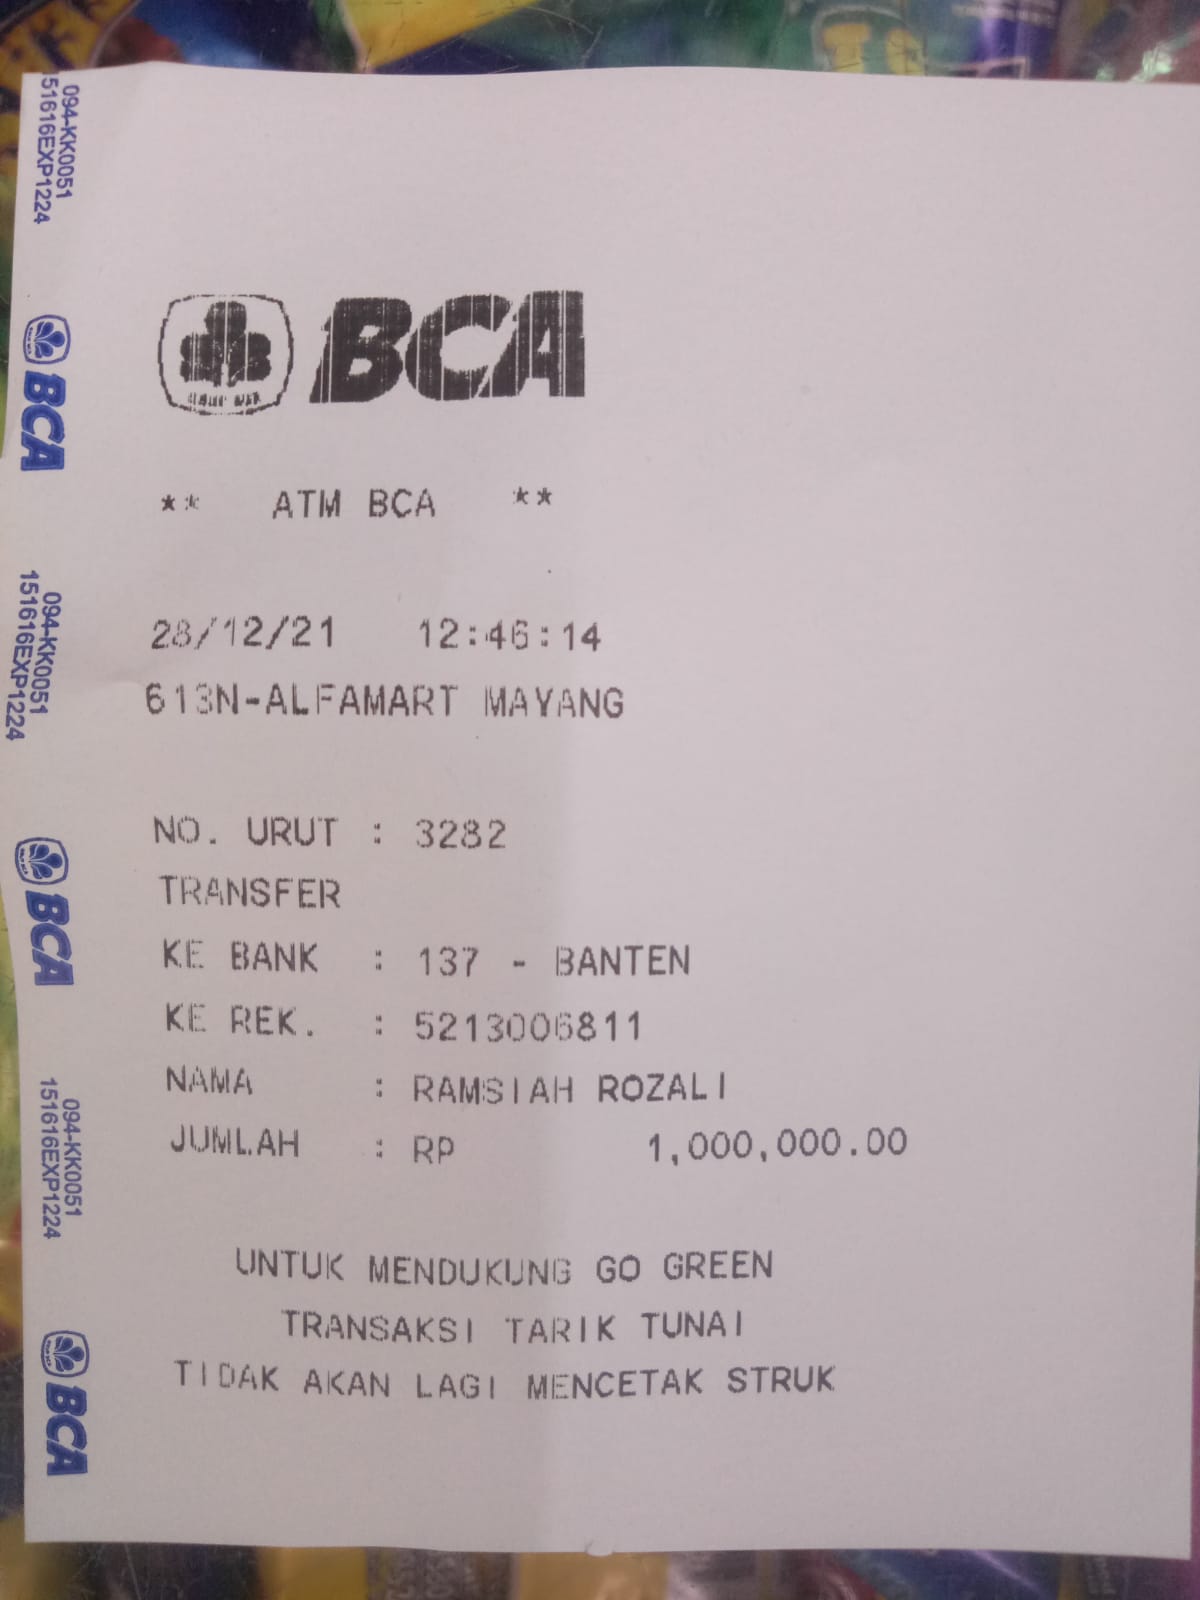 BCA
** ATM BCA **
28/12/21 12:46:14
613N-ALFAMART MAYANG
NO. URUT : 3282
TRANSFER
KE BANK : 137 - BANTEN
KE REK. : 5213006811
NAMA : RAMSIAH ROZALI
JUMLAH : RP 1,000,000.00
UNTUK MENDUKUNG GO GREEN
TRANSAKSI TARIK TUNAI
TIDAK AKAN LAGI MENCETAK STRUK
094-KK0051
51616EXP1224
BCA
094-KK0051
151616EXP1224
BCA
094-KK0051
151616EXP1224
BCA